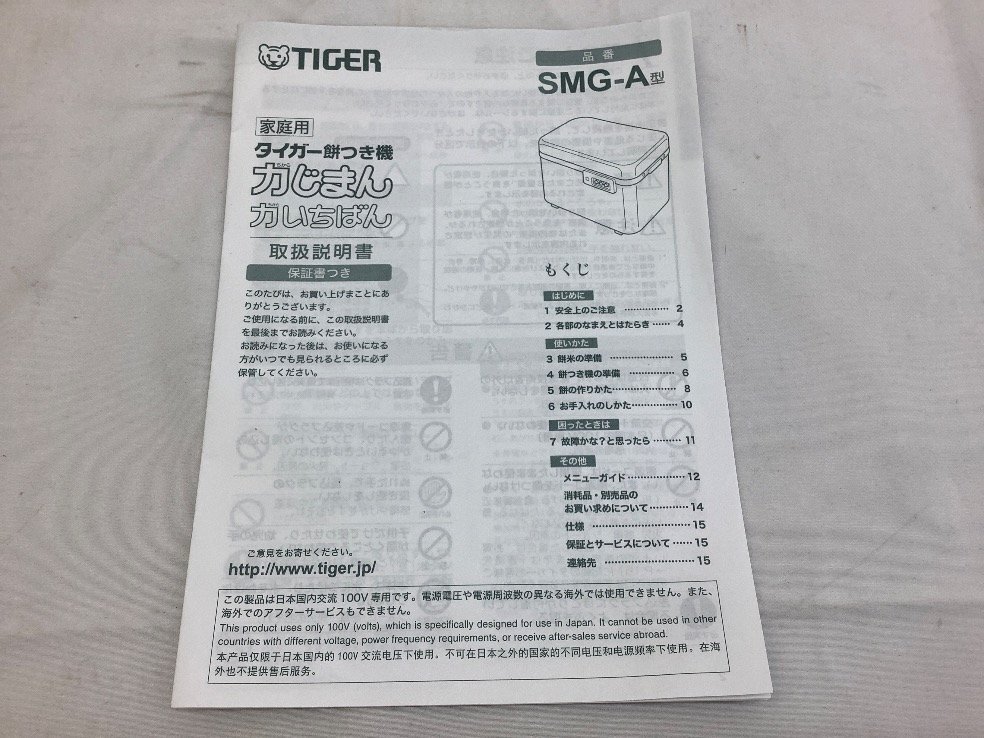 TIGER
品番
SMG-A型
家庭用
タイガー餅つき機
力じまん
力いちばん
取扱説明書
保証書つき
このたびは、お買い上げまことにあ
りがとうございます。
ご使用になる前に、この取扱説明書
を最後までお読みください。
お読みになった後は、お使いになる
方がいつでも見られるところに必ず
保管してください。
もくじ
はじめに
1 安全上のご注意 …………… 2
2 各部のなまえとはたらき …… 4
使いかた
3 餅米の準備 ……………… 5
4 餅つき機の準備 …………… 6
5 餅の作りかた……………… 8
6 お手入れのしかた………… 10
困ったときは
7 故障かな?と思ったら ……… 11
その他
メニューガイド……………… 12
消耗品・別売品の
お買い求めについて………… 14
仕様 ……………………… 15
保証とサービスについて …… 15
連絡先 …………………… 15
ご意見をお寄せください。
http://www.tiger.jp/
この製品は日本国内交流100V専用です。電源電圧や電源周波数の異なる海外では使用できません。また、
海外でのアフターサービスもできません。
This product uses only 100V (volts), which is specifically designed for use in Japan. It cannot be used in other
countries with different voltage, power frequency requirements, or receive after-sales service abroad.
本产品仅限于日本国内的100V交流电压下使用。不可在日本之外的国家的不同电压和电源频率下使用。在海
外也不提供售后服务。